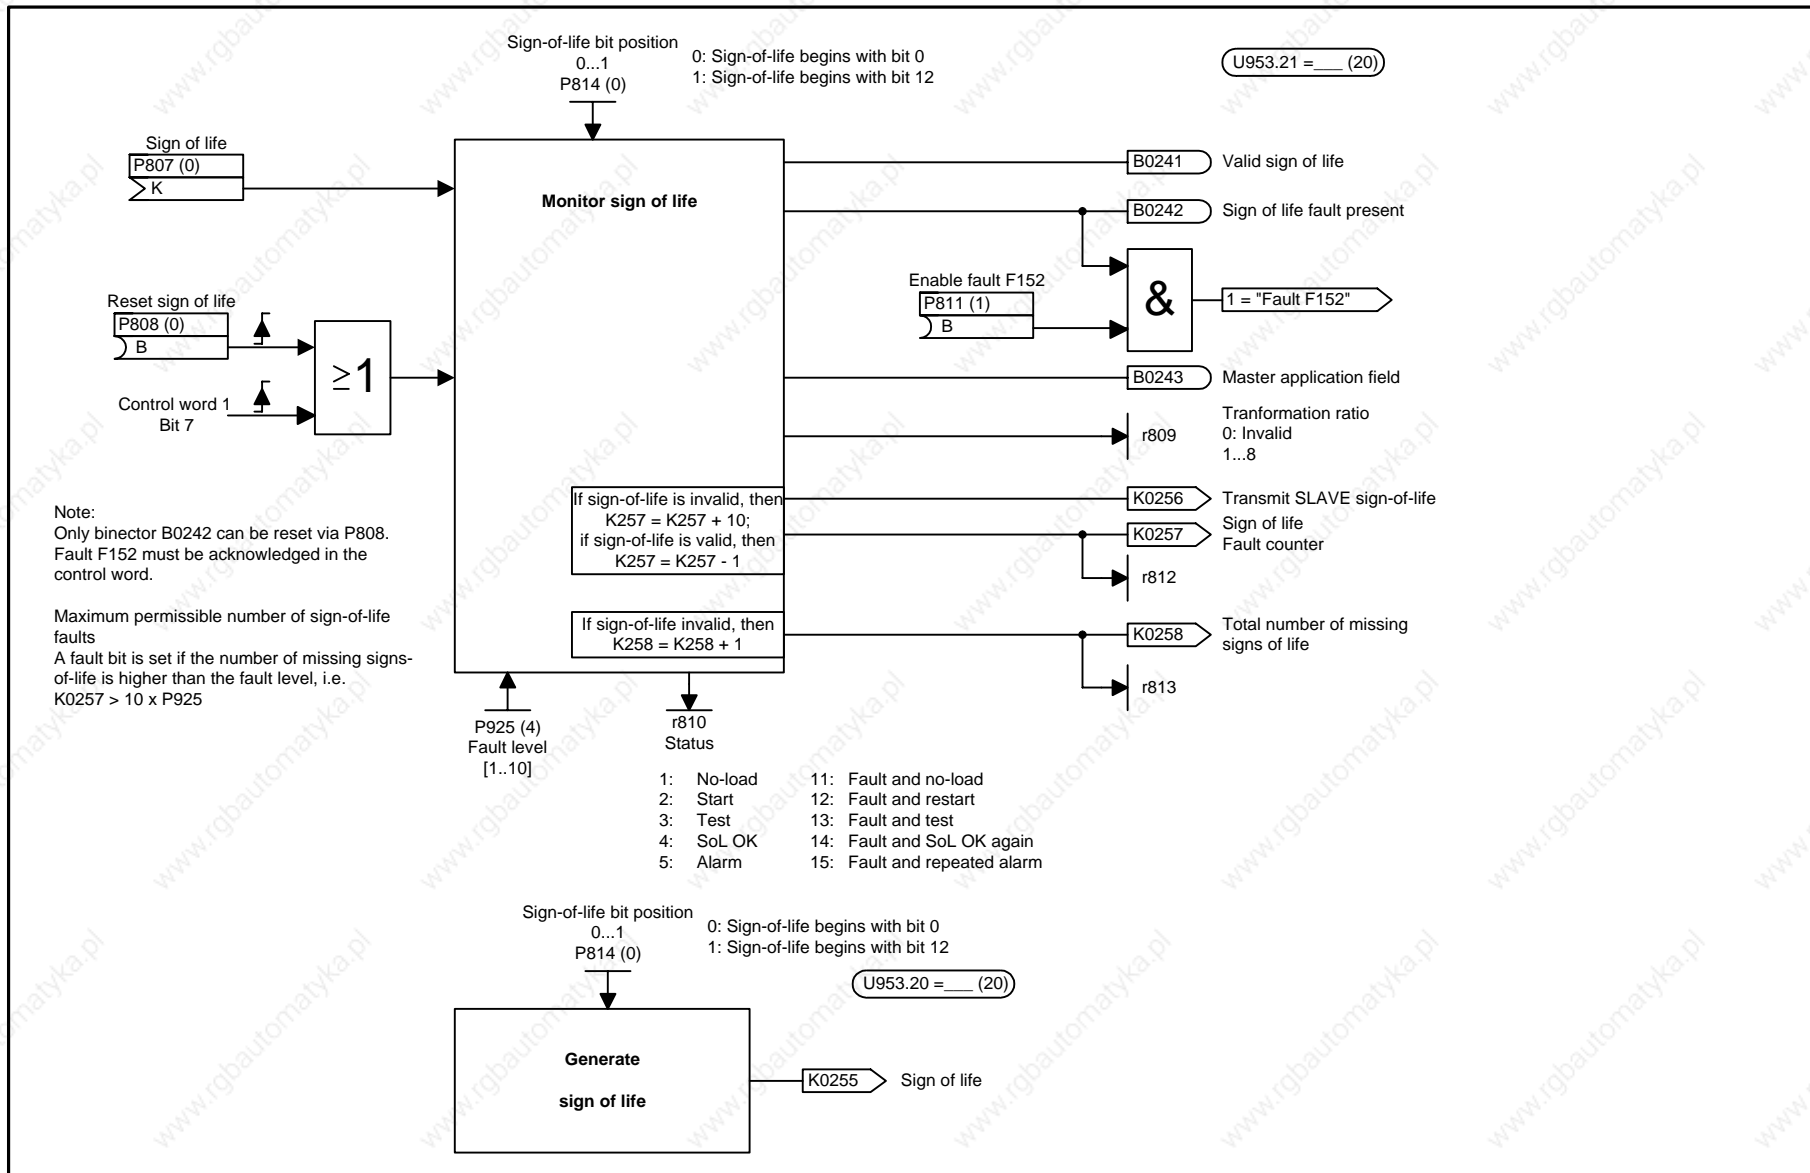 Sign-of-life bit position
0...1
P814 (0)
0: Sign-of-life begins with bit 0
1: Sign-of-life begins with bit 12
U953.21 =___ (20)
Sign of life
P807 (0)
K
Monitor sign of life
B0241 Valid sign of life
B0242 Sign of life fault present
Enable fault F152
P811 (1)
B
&
1 = "Fault F152"
Reset sign of life
P808 (0)
B
≥1
Control word 1
Bit 7
B0243 Master application field
r809
Tranformation ratio
0: Invalid
1...8
If sign-of-life is invalid, then
K257 = K257 + 10;
if sign-of-life is valid, then
K257 = K257 - 1
K0256 Transmit SLAVE sign-of-life
K0257
Sign of life
Fault counter
r812
Note:
Only binector B0242 can be reset via P808.
Fault F152 must be acknowledged in the
control word.
Maximum permissible number of sign-of-life
faults
A fault bit is set if the number of missing signs-
of-life is higher than the fault level, i.e.
K0257 > 10 x P925
If sign-of-life invalid, then
K258 = K258 + 1
K0258
Total number of missing
signs of life
r813
P925 (4)
Fault level
[1..10]
r810
Status
1: No-load 11: Fault and no-load
2: Start 12: Fault and restart
3: Test 13: Fault and test
4: SoL OK 14: Fault and SoL OK again
5: Alarm 15: Fault and repeated alarm
Sign-of-life bit position
0...1
P814 (0)
0: Sign-of-life begins with bit 0
1: Sign-of-life begins with bit 12
U953.20 =___ (20)
Generate
sign of life
K0255 Sign of life
www.rgbautomatyka.pl